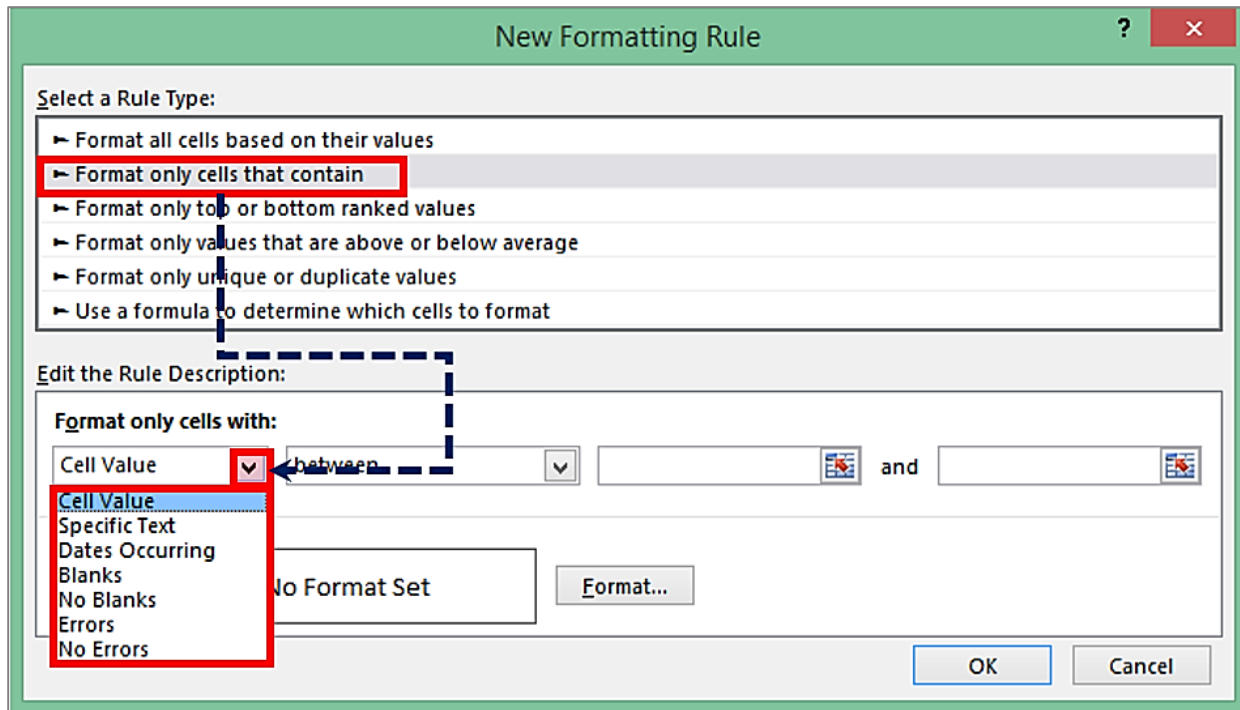 New Formatting Rule
?
Select a Rule Type:
► Format all cells based on their values
► Format only cells that contain
► Format only top or bottom ranked values
► Format only values that are above or below average
► Format only unique or duplicate values
► Use a formula to determine which cells to format
Edit the Rule Description:
Format only cells with:
Cell Value between and
Cell Value
Specific Text
Dates Occurring
Blanks
No Blanks
Errors
No Errors
No Format Set Format...
OK Cancel